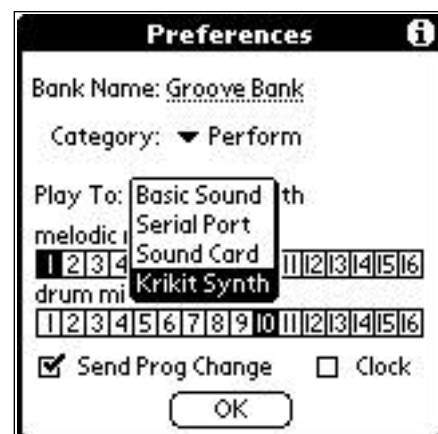 Preferences i
Bank Name: Groove Bank
Category: Perform
Play To: Basic Sound th
Serial Port
melodic
Sound Card
1 2 3 4 11 12 13 14 15 16
drum mi Krikit Synth
1 2 3 4 5 6 7 8 9 10 11 12 13 14 15 16
Send Prog Change Clock
OK